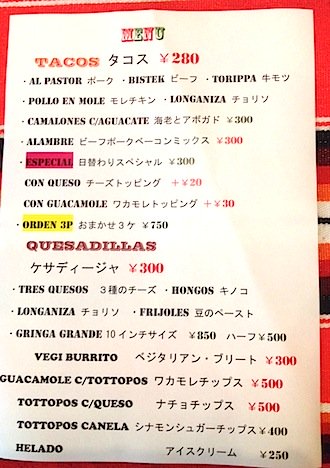 MENU
TACOS タコス ¥280
・AL PASTOR ポーク ・BISTEK ビーフ ・TORIPPA 牛モツ
・POLLO EN MOLE モレチキン ・LONGANIZA チョリソ
・CAMALONES C/AGUACATE 海老とアボガド ¥300
・ALAMBRE ビーフポークベーコンミックス ¥300
・ESPECIAL 日替わりスペシャル ¥300
CON QUESO チーズトッピング +¥20
CON GUACAMOLE ワカモレトッピング +¥30
・ORDEN 3P おまかせ3ケ ¥750
QUESADILLAS
ケサディージャ ¥300
・TRES QUESOS 3種のチーズ ・HONGOS キノコ
・LONGANIZA チョリソ ・FRIJOLES 豆のペースト
・GRINGA GRANDE 10インチサイズ ¥850 ハーフ¥500
VEGI BURRITO ベジタリアン・ブリート ¥300
GUACAMOLE C/TOTTOPOS ワカモレチップス ¥500
TOTTOPOS C/QUESO ナチョチップス ¥500
TOTTOPOS CANELA シナモンシュガーチップス¥400
HELADO アイスクリーム ¥250